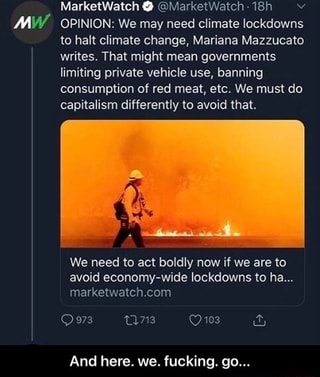 MW
MarketWatch @MarketWatch · 18h
OPINION: We may need climate lockdowns
to halt climate change, Mariana Mazzucato
writes. That might mean governments
limiting private vehicle use, banning
consumption of red meat, etc. We must do
capitalism differently to avoid that.
We need to act boldly now if we are to
avoid economy-wide lockdowns to ha...
marketwatch.com
973 713 103
And here. we. fucking. go...